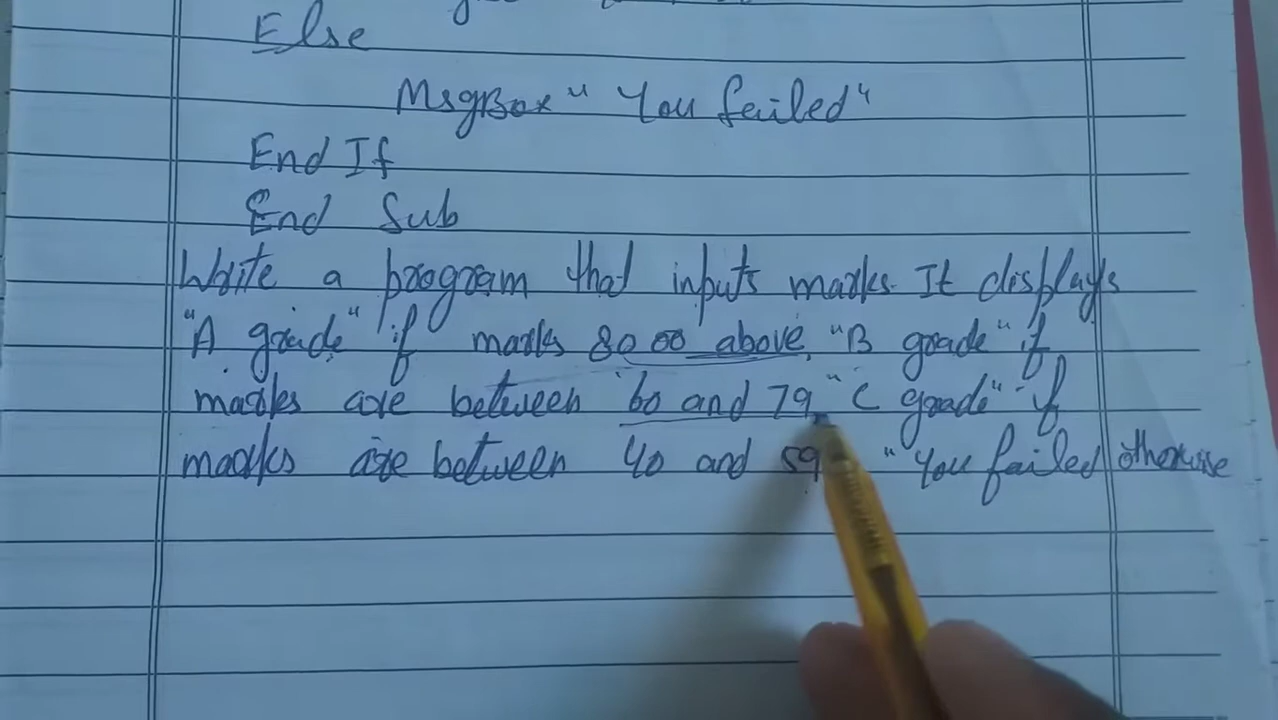 Else
MsgBox "You failed"
End If
End Sub
Write a program that inputs marks. It displays
"A grade" if marks 80 or above, "B grade" if
marks are between 60 and 79 "C grade" if
marks are between 40 and 59 "You failed otherwise